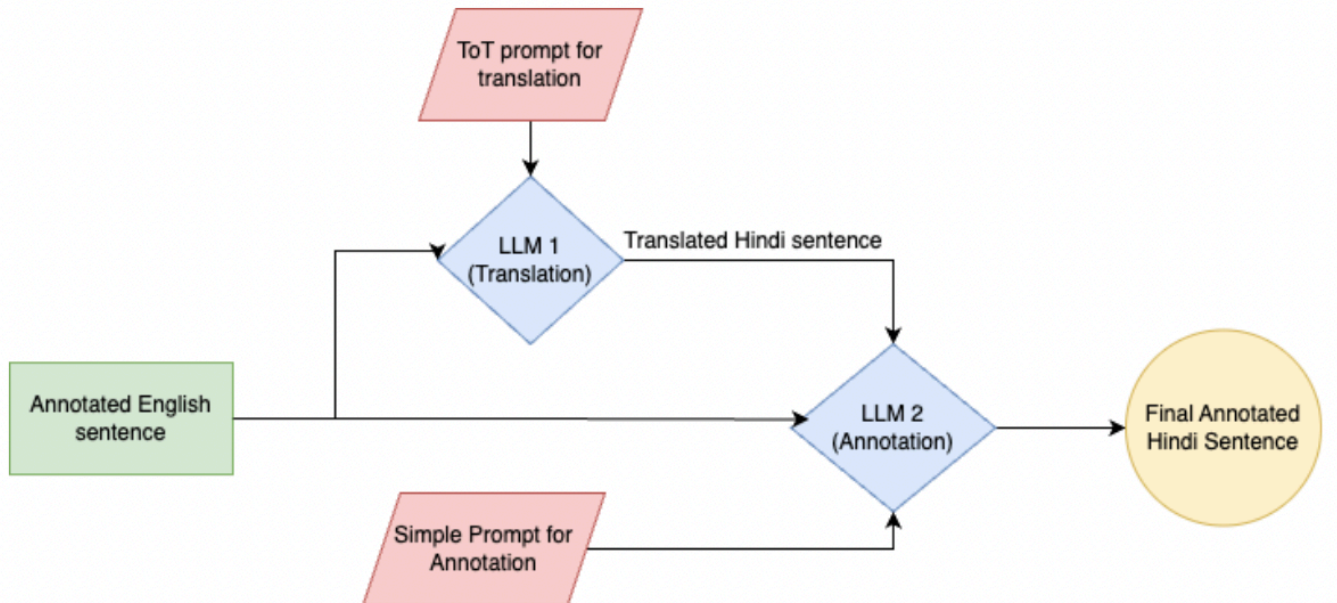 ToT prompt for
translation
LLM 1
(Translation)
Translated Hindi sentence
Annotated English
sentence
LLM 2
(Annotation)
Final Annotated
Hindi Sentence
Simple Prompt for
Annotation